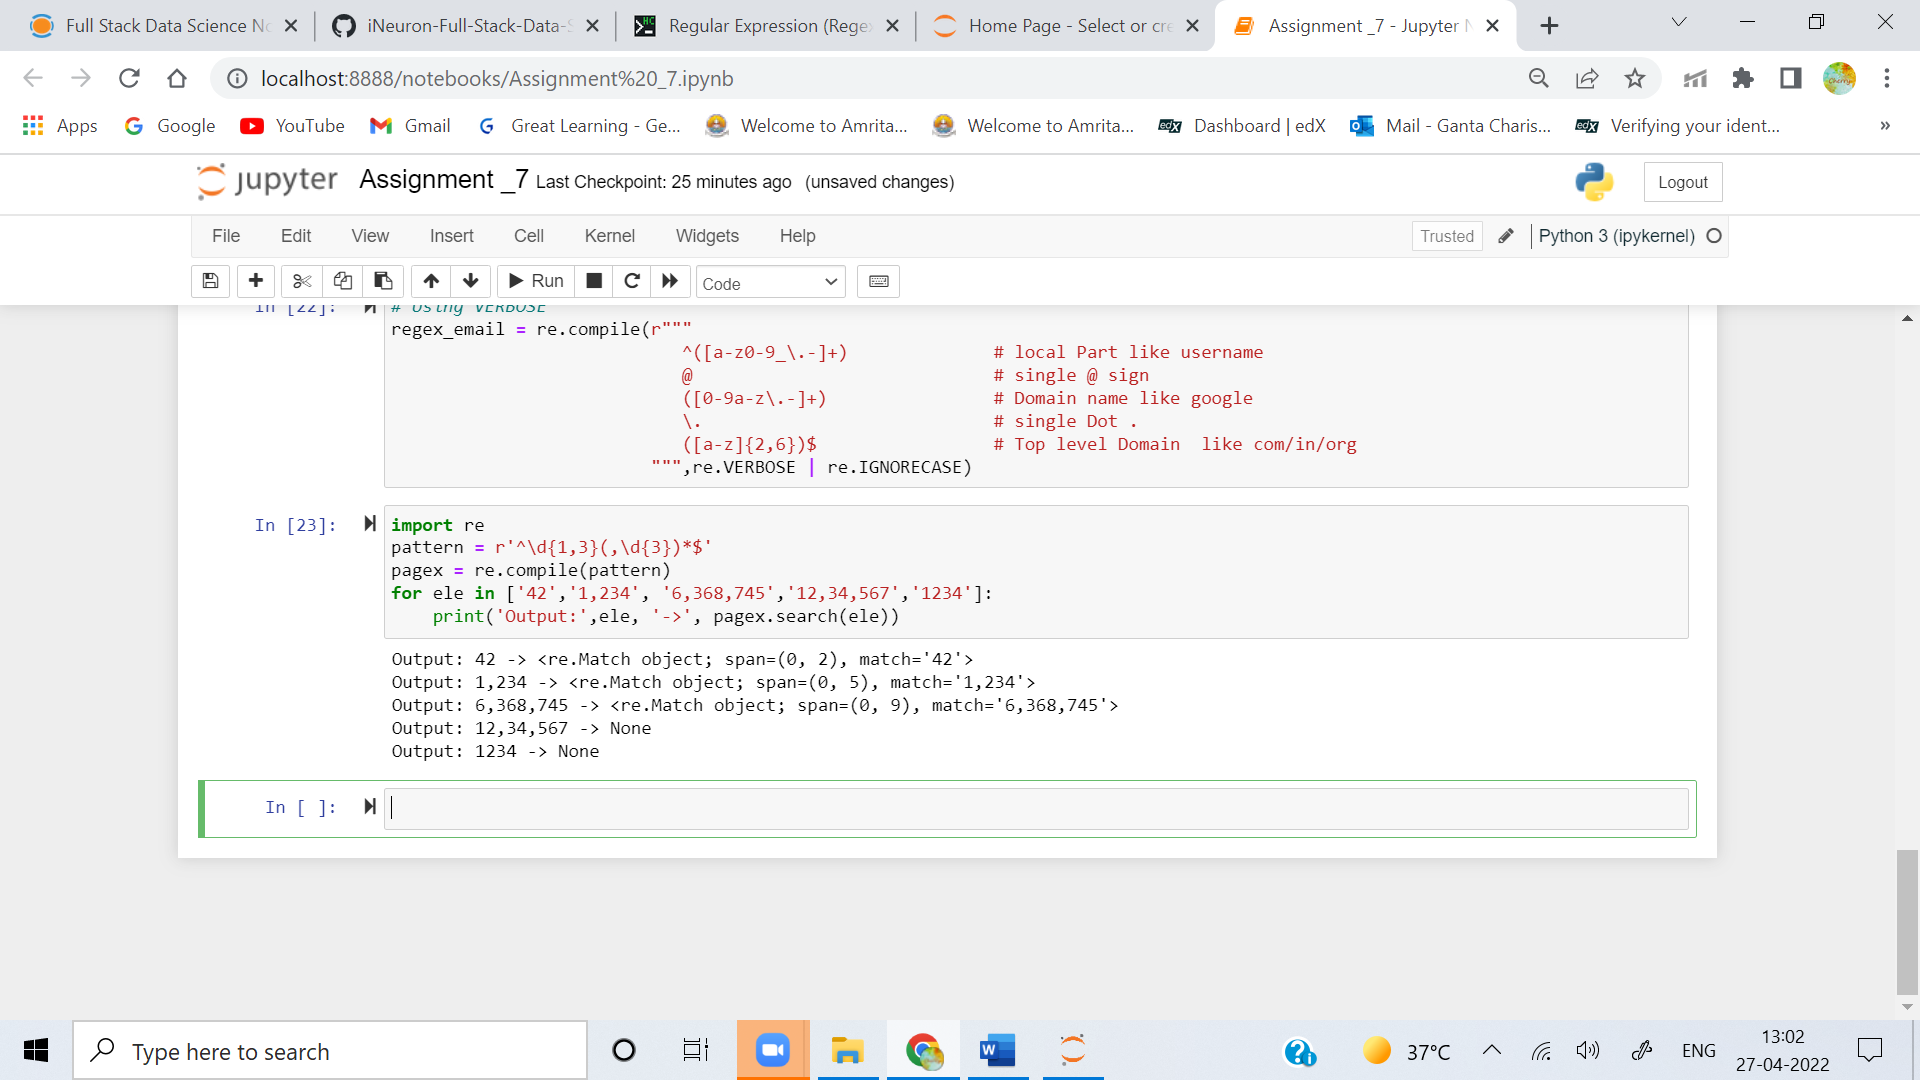 Full Stack Data Science No
iNeuron-Full-Stack-Data-S
Regular Expression (Regex
Home Page - Select or cre
Assignment _7 - Jupyter N
localhost:8888/notebooks/Assignment%20_7.ipynb
Apps
Google
YouTube
Gmail
Great Learning - Ge...
Welcome to Amrita...
Welcome to Amrita...
edX Dashboard | edX
Mail - Ganta Charis...
edX Verifying your ident...
»
jupyter Assignment _7 Last Checkpoint: 25 minutes ago (unsaved changes)
Logout
File Edit View Insert Cell Kernel Widgets Help
Trusted
Python 3 (ipykernel)
Run
Code
In [22]: # Using VERBOSE
regex_email = re.compile(r"""
^([a-z0-9_\.-]+) # local Part like username
@ # single @ sign
([0-9a-z\.-]+) # Domain name like google
\. # single Dot .
([a-z]{2,6})$ # Top level Domain  like com/in/org
""",re.VERBOSE | re.IGNORECASE)
In [23]: import re
pattern = r'^\d{1,3}(,\d{3})*$'
pagex = re.compile(pattern)
for ele in ['42','1,234', '6,368,745','12,34,567','1234']:
print('Output:',ele, '->', pagex.search(ele))
Output: 42 -> <re.Match object; span=(0, 2), match='42'>
Output: 1,234 -> <re.Match object; span=(0, 5), match='1,234'>
Output: 6,368,745 -> <re.Match object; span=(0, 9), match='6,368,745'>
Output: 12,34,567 -> None
Output: 1234 -> None
In [ ]:
Type here to search
37°C
ENG
13:02
27-04-2022